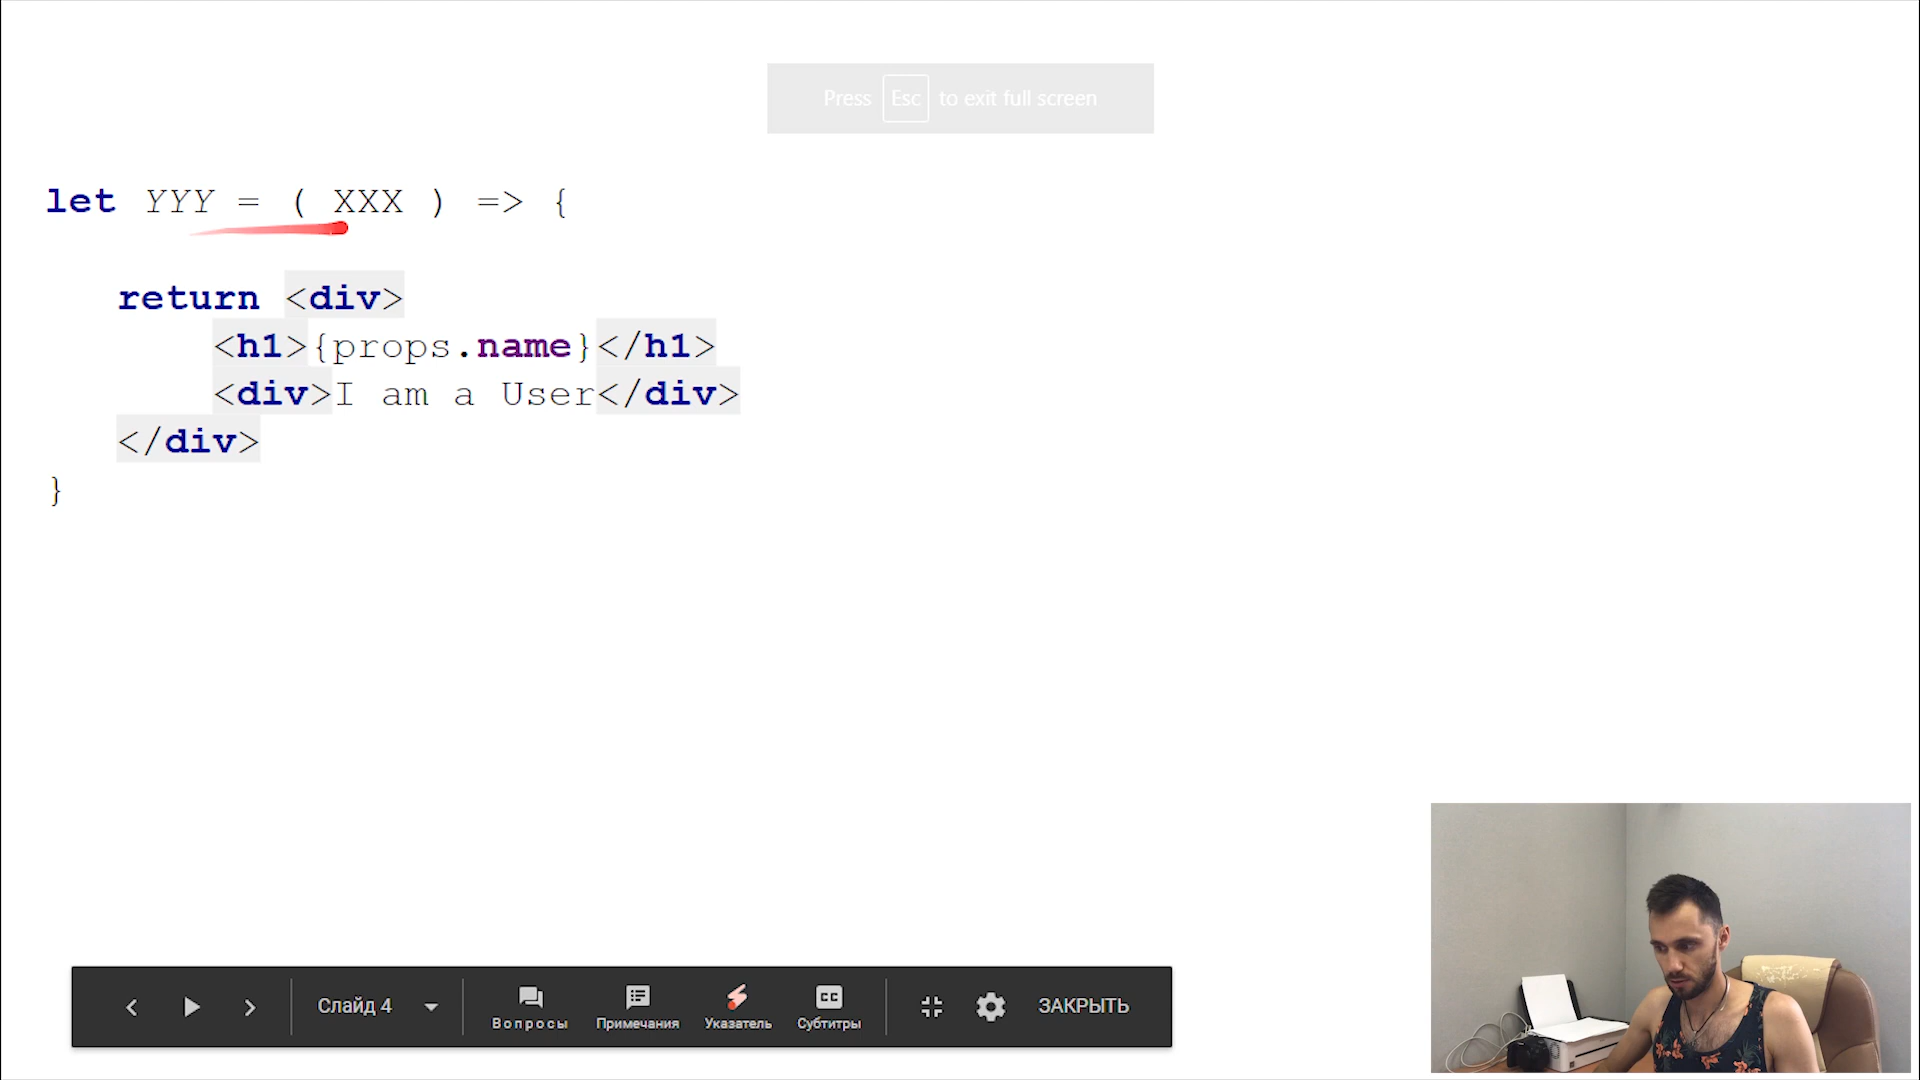 Press Esc to exit full screen
let YYY = ( XXX ) => {
return <div>
<h1>{props.name}</h1>
<div>I am a User</div>
</div>
}
Слайд 4
Вопросы
Примечания
Указатель
CC
Субтитры
ЗАКРЫТЬ